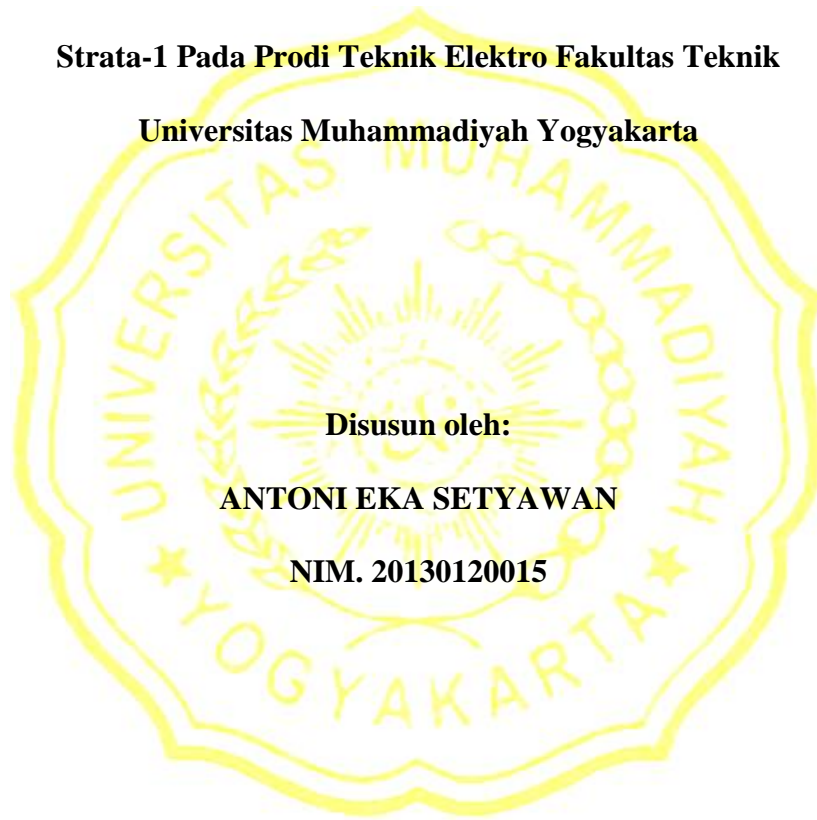 Strata-1 Pada Prodi Teknik Elektro Fakultas Teknik
Universitas Muhammadiyah Yogyakarta
UNIVERSITAS MUHAMMADIYAH
Disusun oleh:
ANTONI EKA SETYAWAN
NIM. 20130120015
★ YOGYAKARTA ★